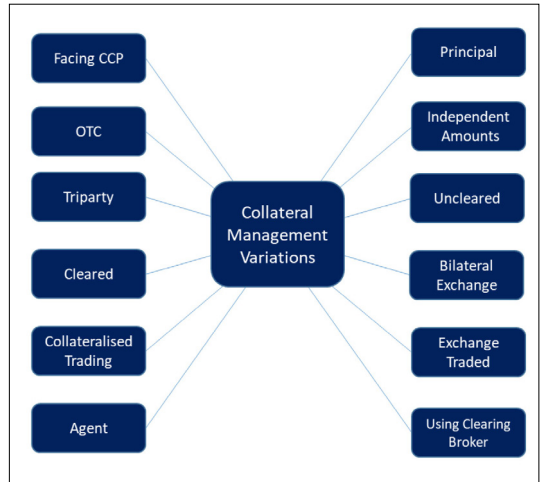 Facing CCP
OTC
Triparty
Cleared
Collateralised
Trading
Agent
Collateral
Management
Variations
Principal
Independent
Amounts
Uncleared
Bilateral
Exchange
Exchange
Traded
Using Clearing
Broker